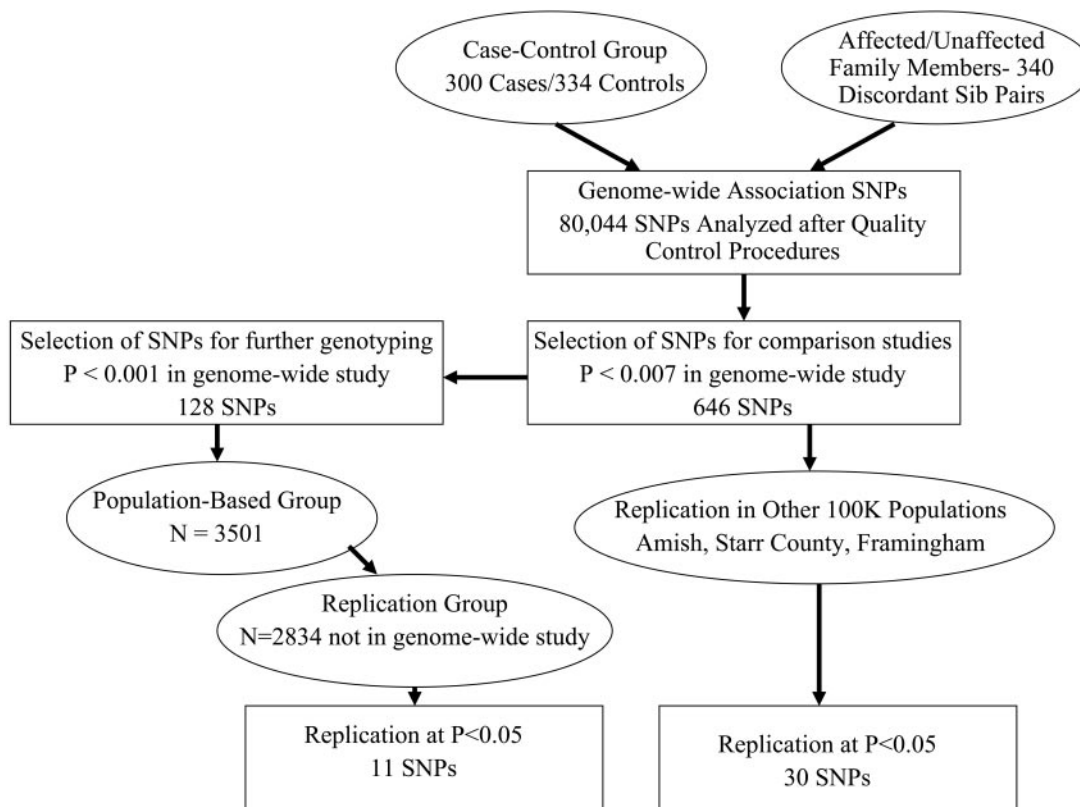 Case-Control Group
300 Cases/334 Controls
Affected/Unaffected
Family Members- 340
Discordant Sib Pairs
Genome-wide Association SNPs
80,044 SNPs Analyzed after Quality
Control Procedures
Selection of SNPs for further genotyping
P < 0.001 in genome-wide study
128 SNPs
Selection of SNPs for comparison studies
P < 0.007 in genome-wide study
646 SNPs
Population-Based Group
N = 3501
Replication in Other 100K Populations
Amish, Starr County, Framingham
Replication Group
N=2834 not in genome-wide study
Replication at P<0.05
11 SNPs
Replication at P<0.05
30 SNPs